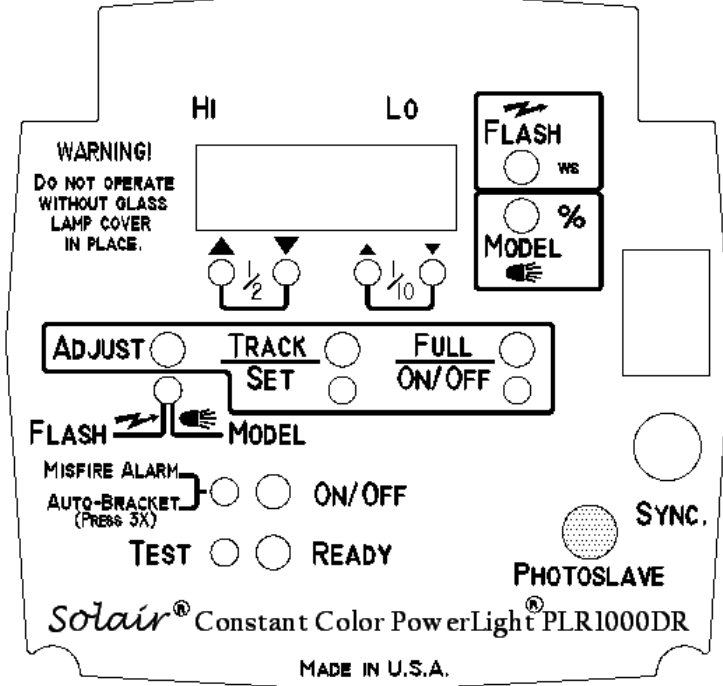 HI LO
FLASH
WS
WARNING!
DO NOT OPERATE
WITHOUT GLASS
LAMP COVER
IN PLACE.
%
MODEL
1/2 1/10
ADJUST TRACK FULL
SET ON/OFF
FLASH MODEL
MISFIRE ALARM
AUTO-BRACKET ON/OFF
(PRESS 3X)
SYNC.
TEST READY
PHOTOSLAVE
Solair® Constant Color PowerLight® PLR1000DR
MADE IN U.S.A.